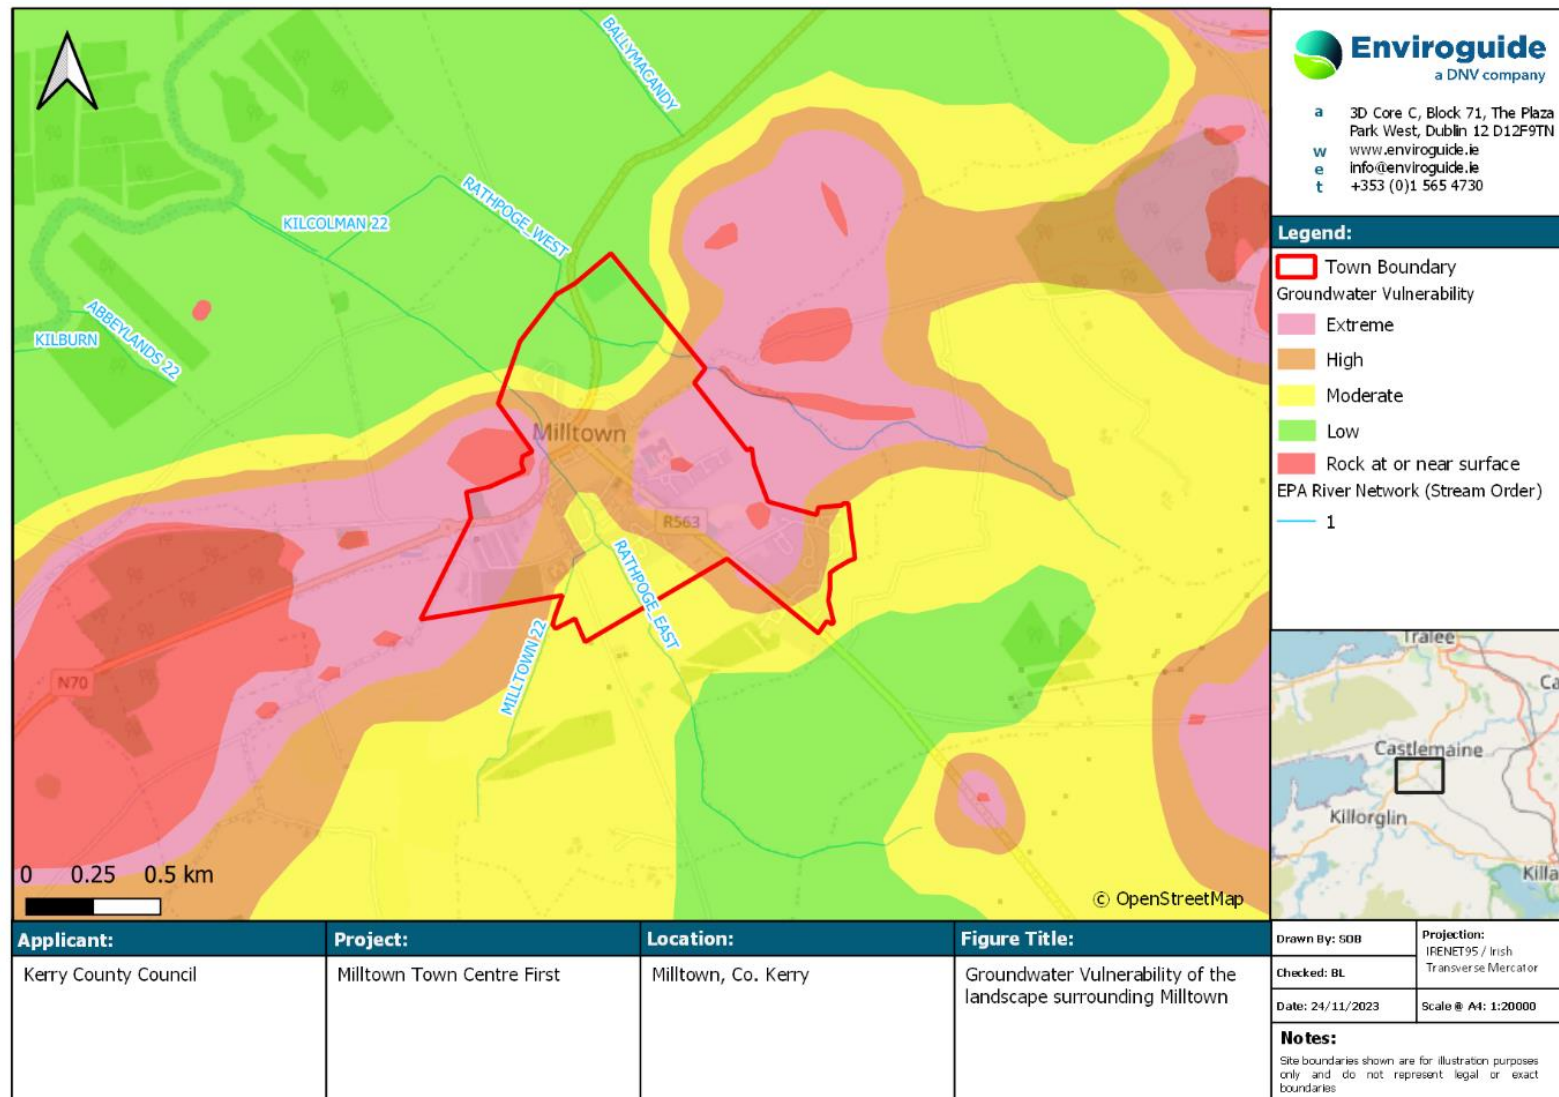 BALLYMACANDY
RATHPOGE_WEST
KILCOLMAN 22
ABBEYLANDS 22
KILBURN
Milltown
R563
RATHPOGE_EAST
MILLTOWN 22
N70
0 0.25 0.5 km
© OpenStreetMap
Enviroguide
a DNV company
a 3D Core C, Block 71, The Plaza
Park West, Dublin 12 D12F9TN
w www.enviroguide.ie
e info@enviroguide.ie
t +353 (0)1 565 4730
Legend:
Town Boundary
Groundwater Vulnerability
Extreme
High
Moderate
Low
Rock at or near surface
EPA River Network (Stream Order)
1
Tralee
Ca
Castlemaine
Killorglin
Killa
Applicant:
Kerry County Council
Project:
Milltown Town Centre First
Location:
Milltown, Co. Kerry
Figure Title:
Groundwater Vulnerability of the
landscape surrounding Milltown
Drawn By: SOB
Projection:
IRENET95 / Irish
Transverse Mercator
Checked: BL
Date: 24/11/2023
Scale @ A4: 1:20000
Notes:
Site boundaries shown are for illustration purposes
only and do not represent legal or exact
boundaries